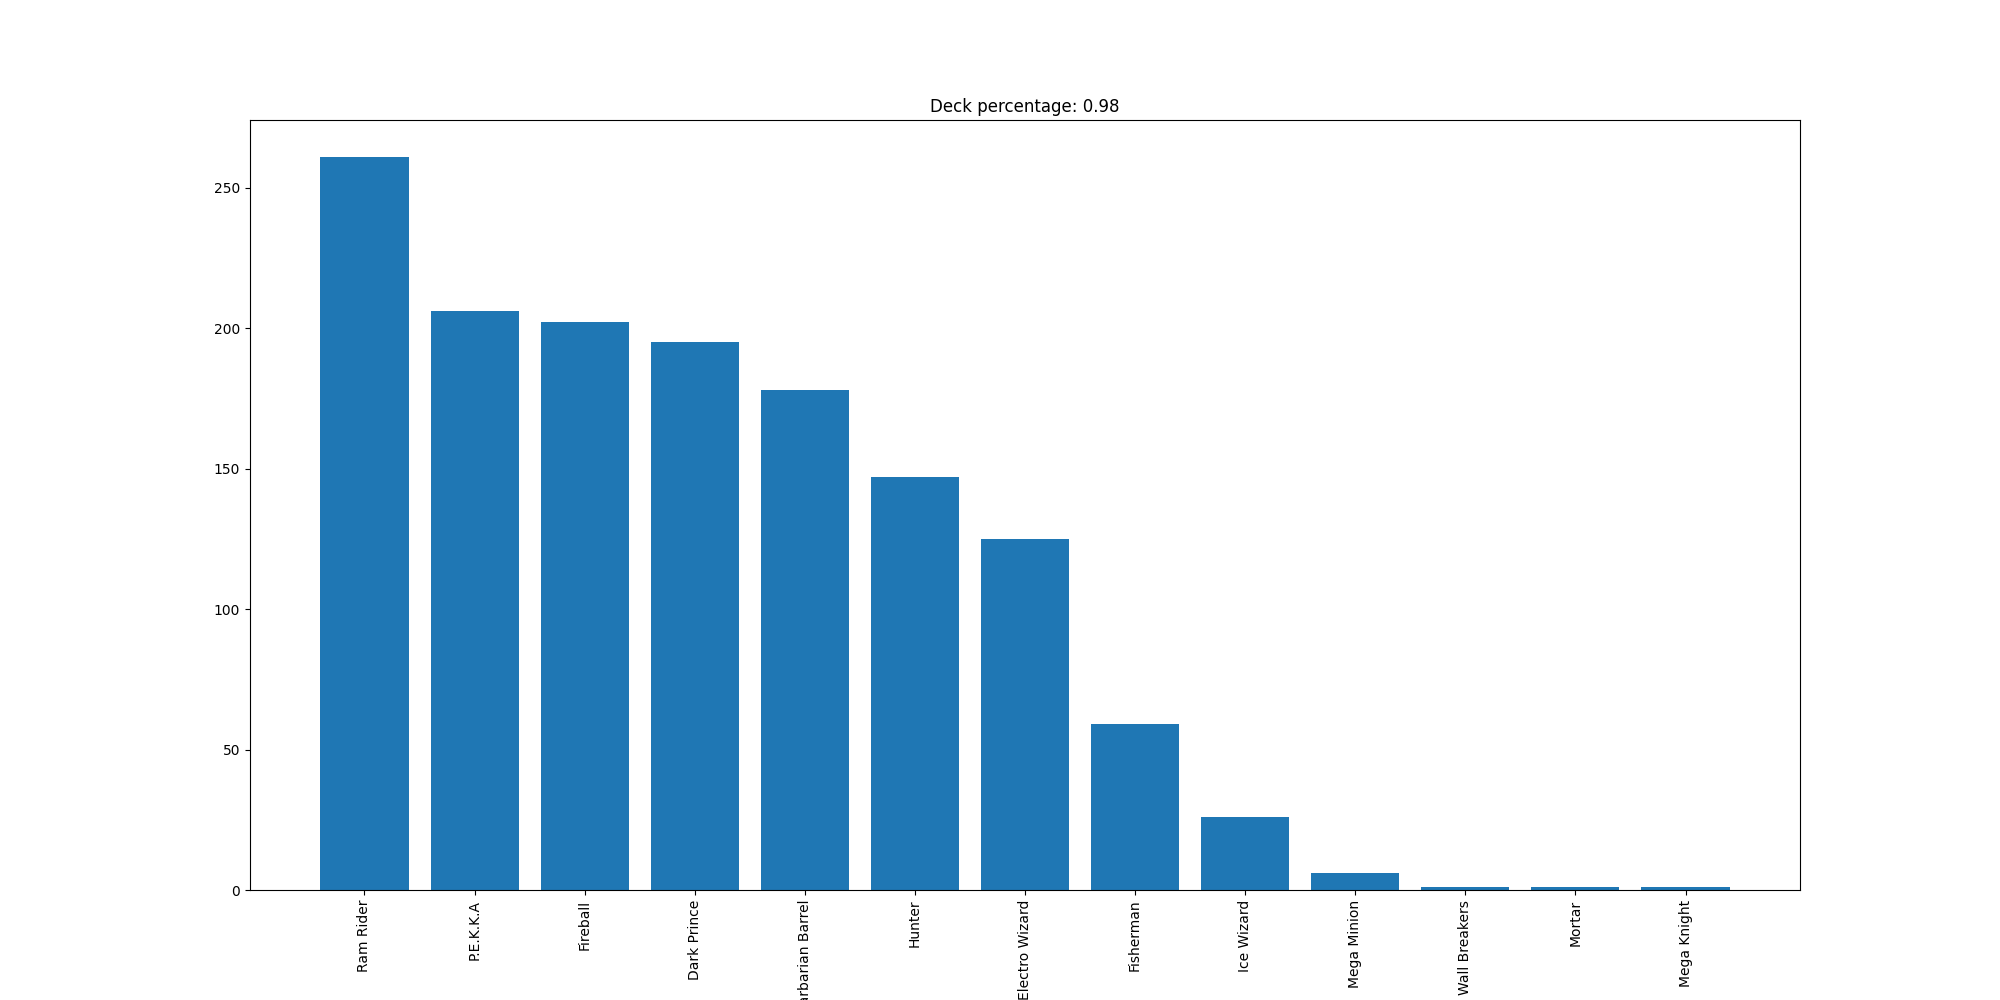 Deck percentage: 0.98
250
200
150
100
50
0
Ram Rider
P.E.K.K.A
Fireball
Dark Prince
arbarian Barrel
Hunter
Electro Wizard
Fisherman
Ice Wizard
Mega Minion
Wall Breakers
Mortar
Mega Knight